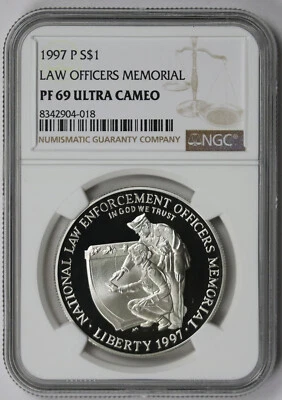 1997 P S$1
LAW OFFICERS MEMORIAL
PF 69 ULTRA CAMEO
8342904-018
NUMISMATIC GUARANTY COMPANY
NGC
NATIONAL LAW ENFORCEMENT OFFICERS MEMORIAL
IN GOD WE TRUST
LIBERTY 1997